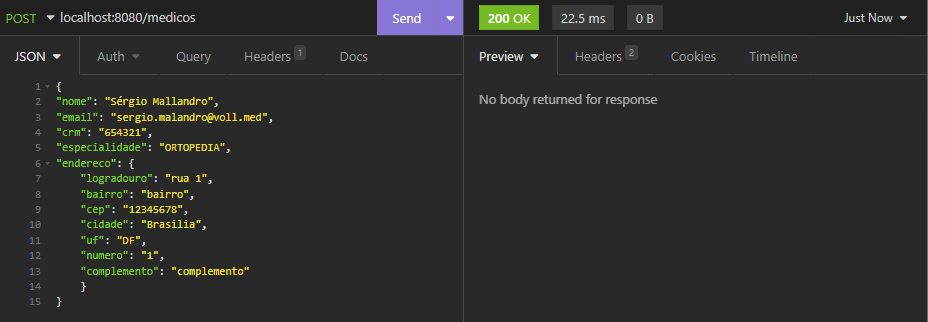 POST localhost:8080/medicos Send 200 OK 22.5 ms 0 B Just Now
JSON Auth Query Headers 1 Docs Preview Headers 2 Cookies Timeline
1 {
2 "nome": "Sérgio Mallandro",
3 "email": "sergio.malandro@voll.med",
4 "crm": "654321",
5 "especialidade": "ORTOPEDIA",
6 "endereco": {
7 "logradouro": "rua 1",
8 "bairro": "bairro",
9 "cep": "12345678",
10 "cidade": "Brasilia",
11 "uf": "DF",
12 "numero": "1",
13 "complemento": "complemento"
14 }
15 }
No body returned for response